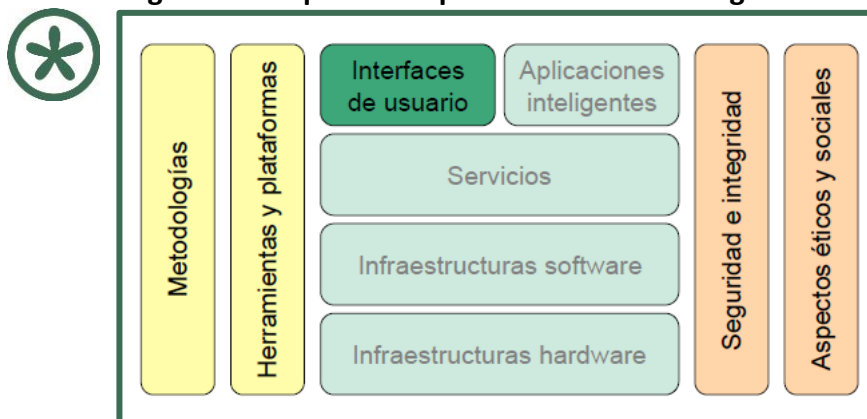 Metodologías
Herramientas y plataformas
Interfaces
de usuario
Aplicaciones
inteligentes
Servicios
Infraestructuras software
Infraestructuras hardware
Seguridad e integridad
Aspectos éticos y sociales